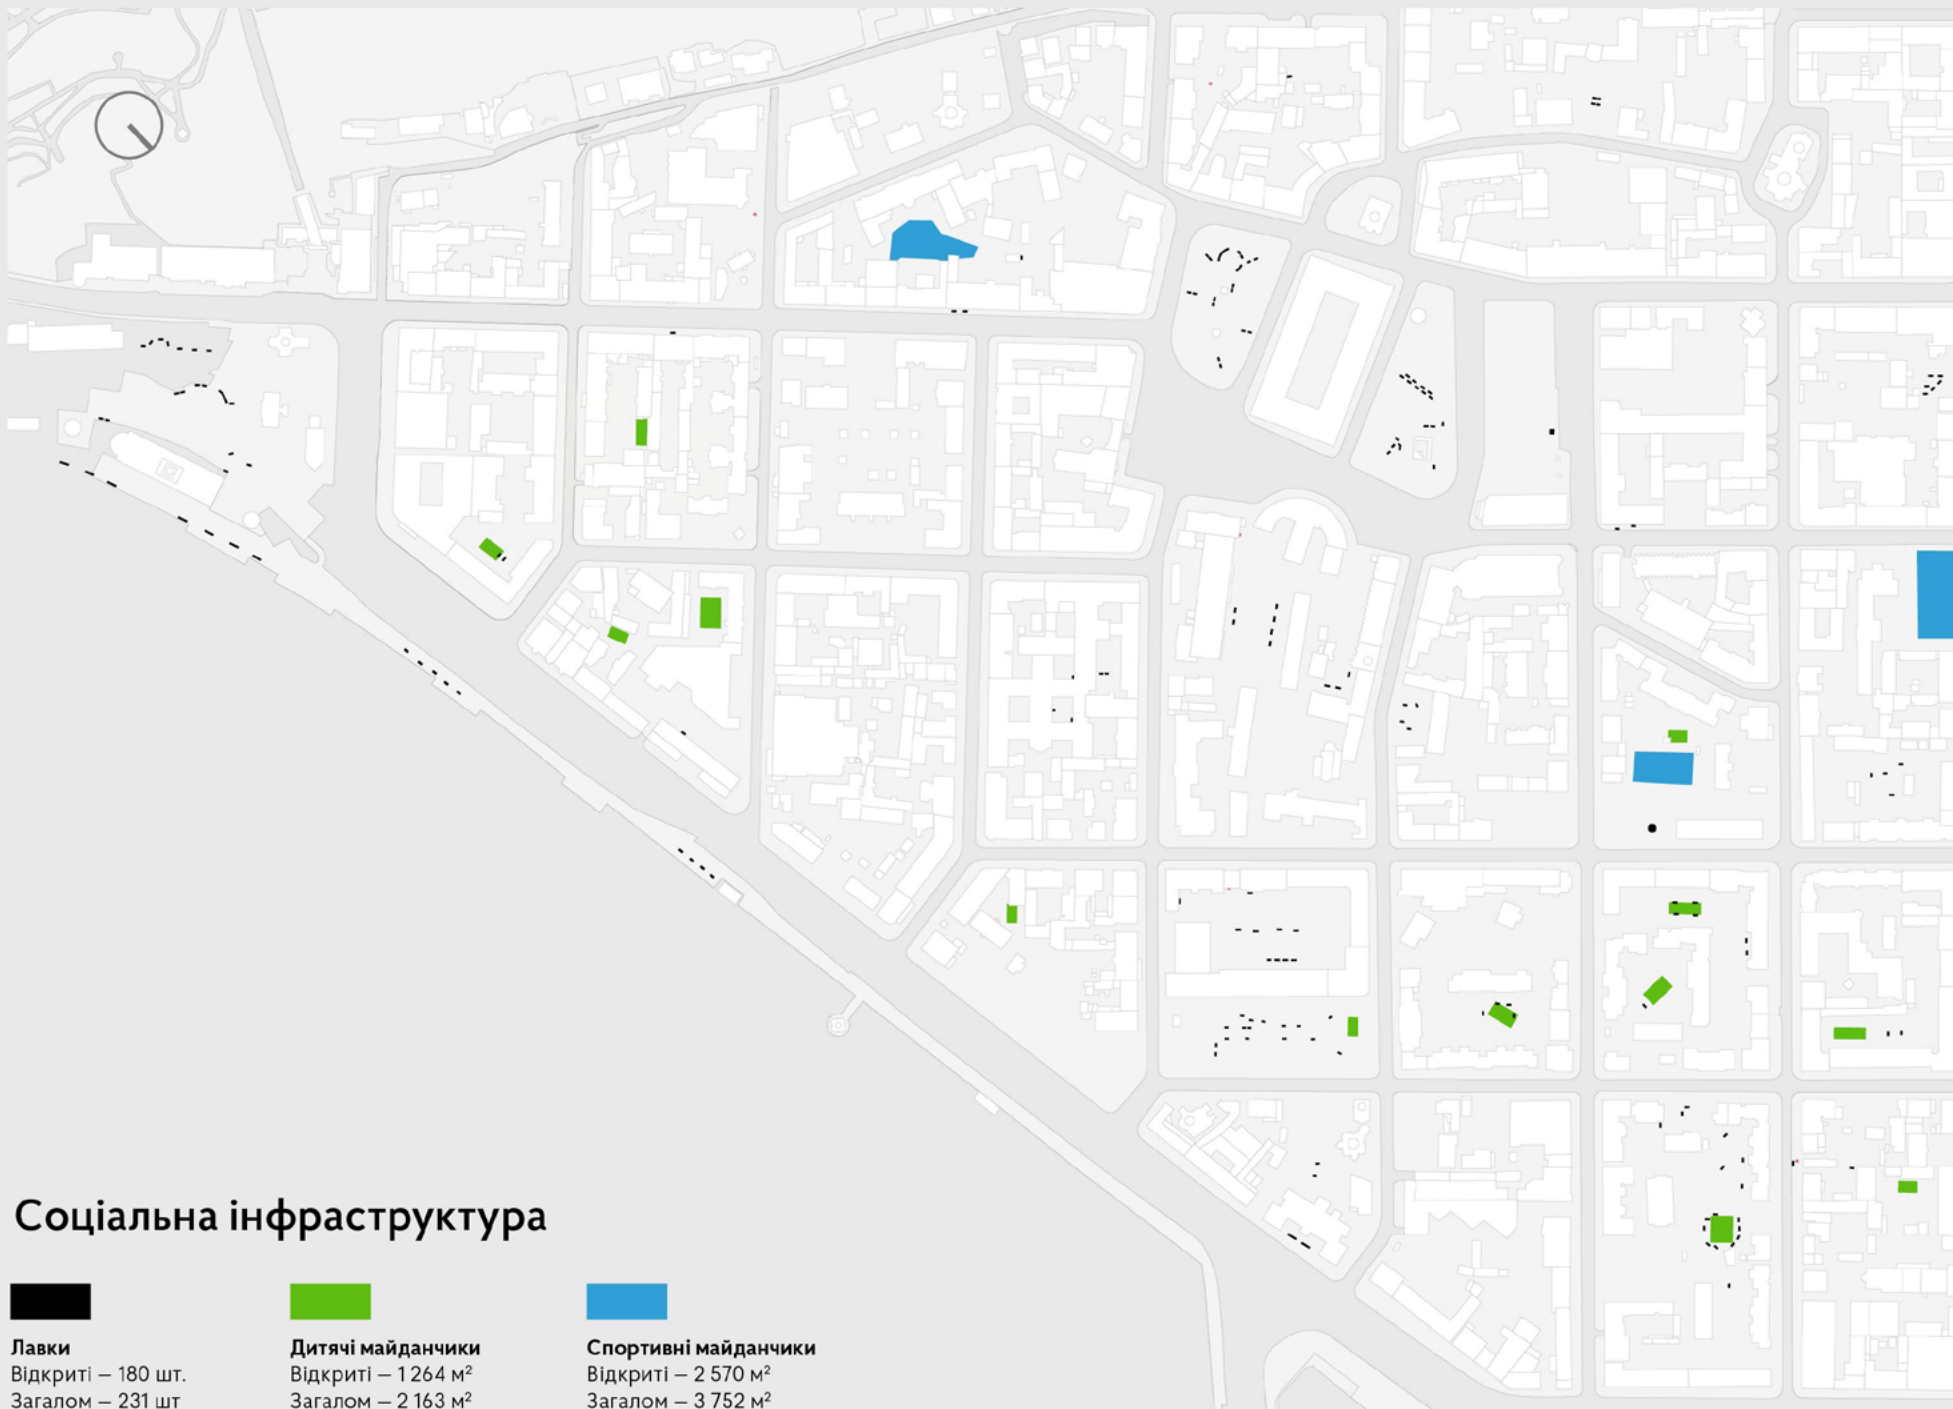 Соціальна інфраструктура
Лавки
Відкриті – 180 шт.
Загалом – 231 шт
Дитячі майданчики
Відкриті – 1 264 м²
Загалом – 2 163 м²
Спортивні майданчики
Відкриті – 2 570 м²
Загалом – 3 752 м²